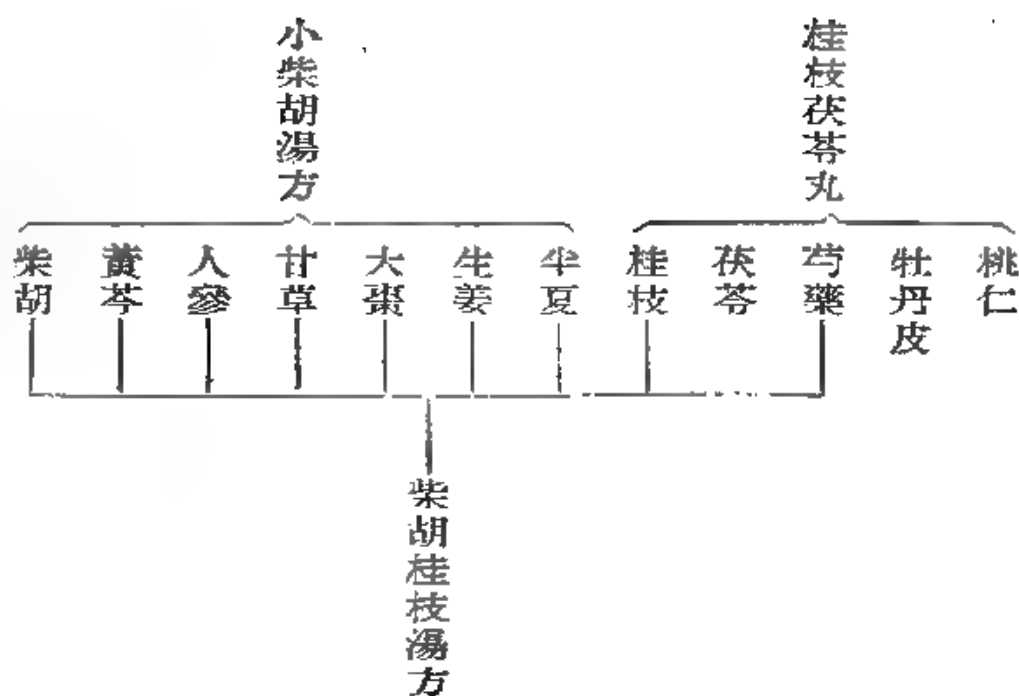 桂枝茯苓丸
桃仁
牡丹皮
芍藥
茯苓
桂枝
小柴胡湯方
半夏
生姜
大棗
甘草
人參
黃芩
柴胡
柴胡桂枝湯方